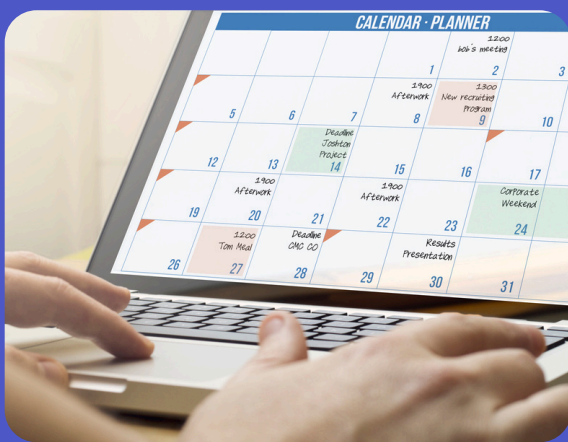 CALENDAR · PLANNER
1200
bob's meeting
1
2
3
1900
Afterwork
1300
New recruiting
Program
5
6
7
8
9
10
Deadline
Joshton
Project
12
13
14
15
16
17
1900
Afterwork
1900
Afterwork
Corporate
Weekend
19
20
21
22
23
24
1200
Tom Meal
Deadline
CMC CO
Results
Presentation
26
27
28
29
30
31